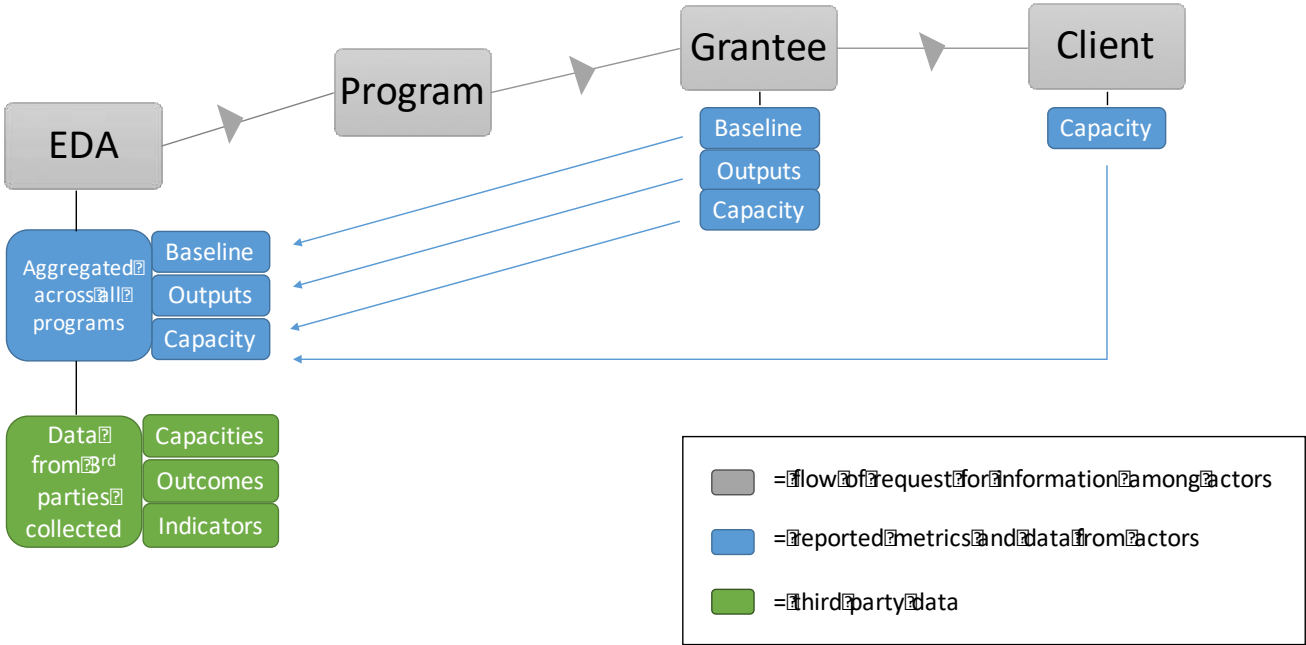 Grantee
Client
Program
EDA
Baseline
Outputs
Capacity
Capacity
Aggregated
across all
programs
Baseline
Outputs
Capacity
Data
from 3rd
parties
collected
Capacities
Outcomes
Indicators
= flow of request for information among actors
= reported metrics and data from actors
= third party data